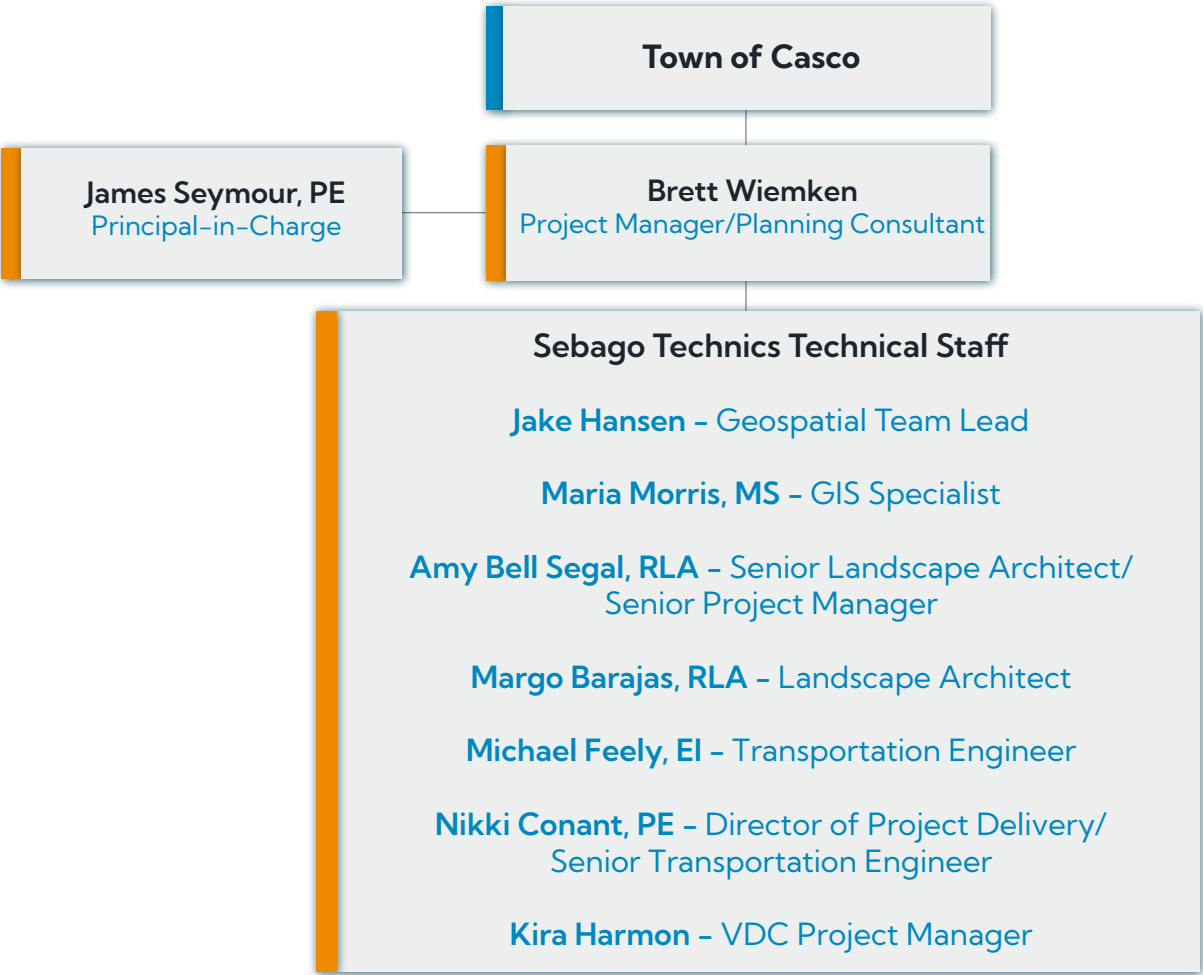 Town of Casco
James Seymour, PE
Principal-in-Charge
Brett Wiemken
Project Manager/Planning Consultant
Sebago Technics Technical Staff
Jake Hansen – Geospatial Team Lead
Maria Morris, MS – GIS Specialist
Amy Bell Segal, RLA – Senior Landscape Architect/
Senior Project Manager
Margo Barajas, RLA – Landscape Architect
Michael Feely, EI – Transportation Engineer
Nikki Conant, PE – Director of Project Delivery/
Senior Transportation Engineer
Kira Harmon – VDC Project Manager